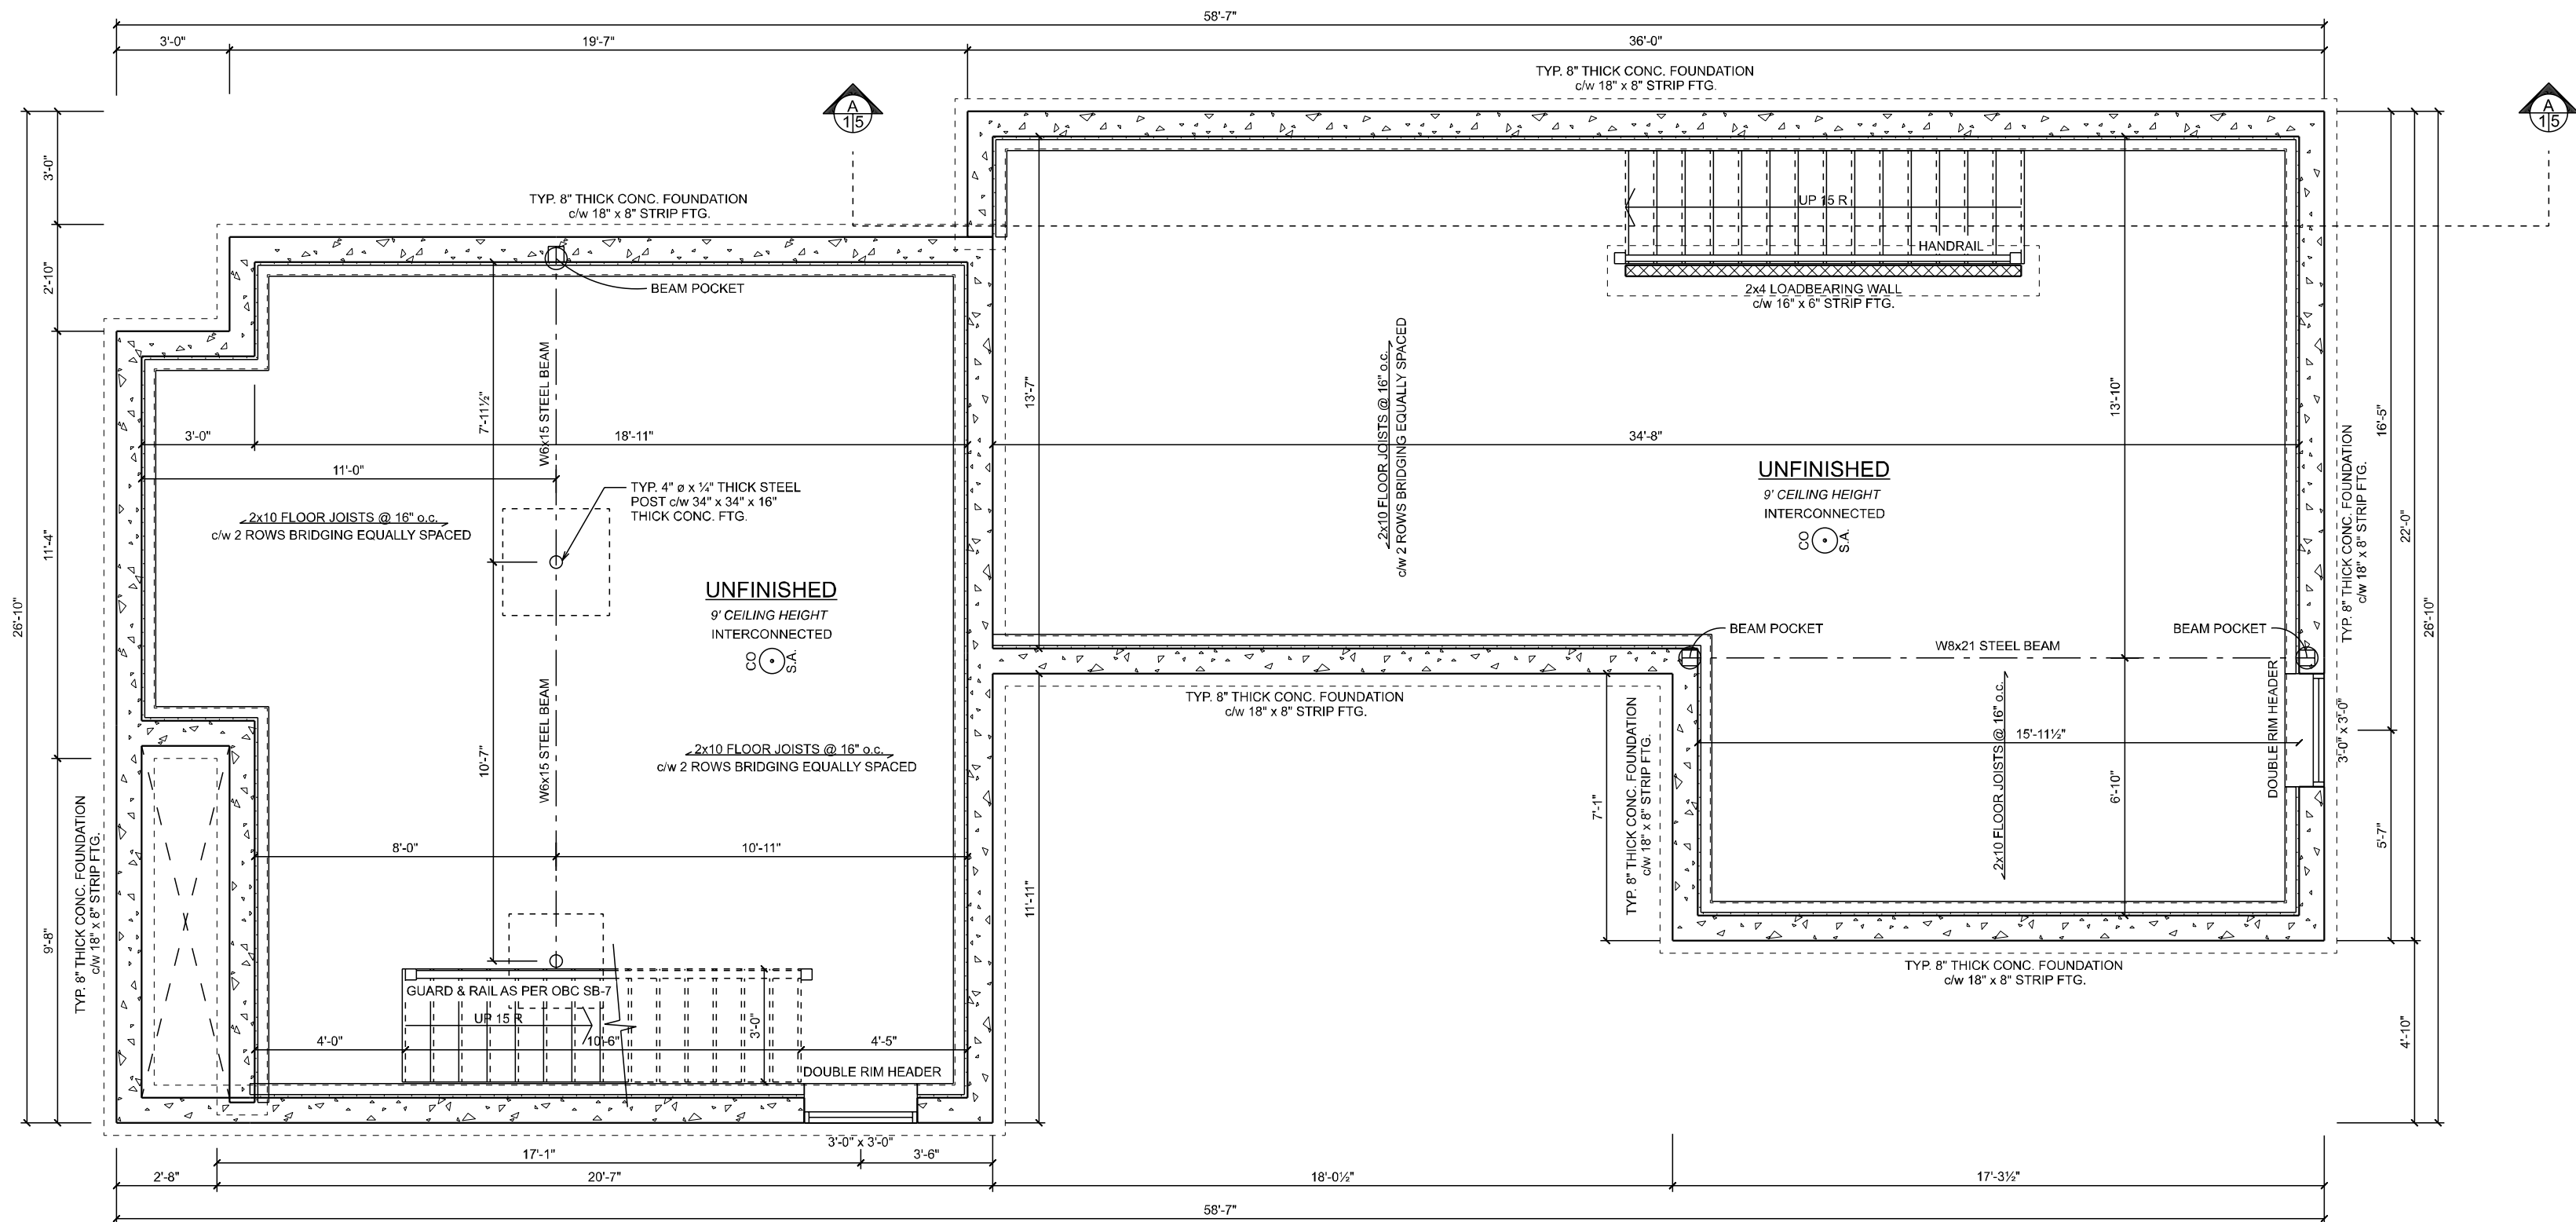 58'-7"
3'-0"
19'-7"
36'-0"
TYP. 8" THICK CONC. FOUNDATION
c/w 18" x 8" STRIP FTG.
A
1 5
A
1 5
3'-0"
TYP. 8" THICK CONC. FOUNDATION
c/w 18" x 8" STRIP FTG.
UP 15 R
HANDRAIL
2'-10"
BEAM POCKET
2x4 LOADBEARING WALL
c/w 16" x 6" STRIP FTG.
W6x15 STEEL BEAM
7'-11½"
13'-7"
2x10 FLOOR JOISTS @ 16" o.c.
c/w 2 ROWS BRIDGING EQUALLY SPACED
13'-10"
16'-5"
3'-0"
18'-11"
34'-8"
11'-0"
UNFINISHED
9' CEILING HEIGHT
INTERCONNECTED
CO
S.A.
TYP. 8" THICK CONC. FOUNDATION
c/w 18" x 8" STRIP FTG.
22'-0"
TYP. 4" ø x ¼" THICK STEEL
POST c/w 34" x 34" x 16"
THICK CONC. FTG.
2x10 FLOOR JOISTS @ 16" o.c.
c/w 2 ROWS BRIDGING EQUALLY SPACED
11'-4"
26'-10"
UNFINISHED
9' CEILING HEIGHT
INTERCONNECTED
CO
S.A.
26'-10"
BEAM POCKET
BEAM POCKET
W8x21 STEEL BEAM
DOUBLE RIM HEADER
3'-0" x 3'-0"
TYP. 8" THICK CONC. FOUNDATION
c/w 18" x 8" STRIP FTG.
W6x15 STEEL BEAM
10'-7"
2x10 FLOOR JOISTS @ 16" o.c.
c/w 2 ROWS BRIDGING EQUALLY SPACED
TYP. 8" THICK CONC. FOUNDATION
c/w 18" x 8" STRIP FTG.
2x10 FLOOR JOISTS @ 16" o.c.
15'-11½"
6'-10"
7'-1"
5'-7"
8'-0"
10'-11"
11'-11"
TYP. 8" THICK CONC. FOUNDATION
c/w 18" x 8" STRIP FTG.
9'-8"
TYP. 8" THICK CONC. FOUNDATION
c/w 18" x 8" STRIP FTG.
GUARD & RAIL AS PER OBC SB-7
UP 15 R
3'-0"
4'-0"
10'-6"
4'-5"
4'-10"
DOUBLE RIM HEADER
3'-0" x 3'-0"
17'-1"
3'-6"
2'-8"
20'-7"
18'-0½"
17'-3½"
58'-7"